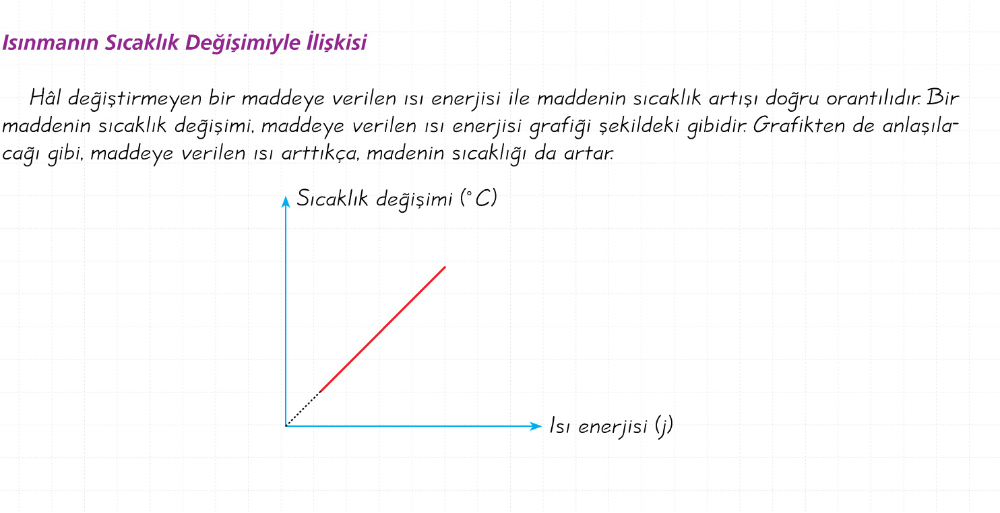 Isınmanın Sıcaklık Değişimiyle İlişkisi
Hâl değiştirmeyen bir maddeye verilen ısı enerjisi ile maddenin sıcaklık artışı doğru orantılıdır. Bir
maddenin sıcaklık değişimi, maddeye verilen ısı enerjisi grafiği şekildeki gibidir. Grafikten de anlaşıla-
cağı gibi, maddeye verilen ısı arttıkça, madenin sıcaklığı da artar.
Sıcaklık değişimi (°C)
Isı enerjisi (j)